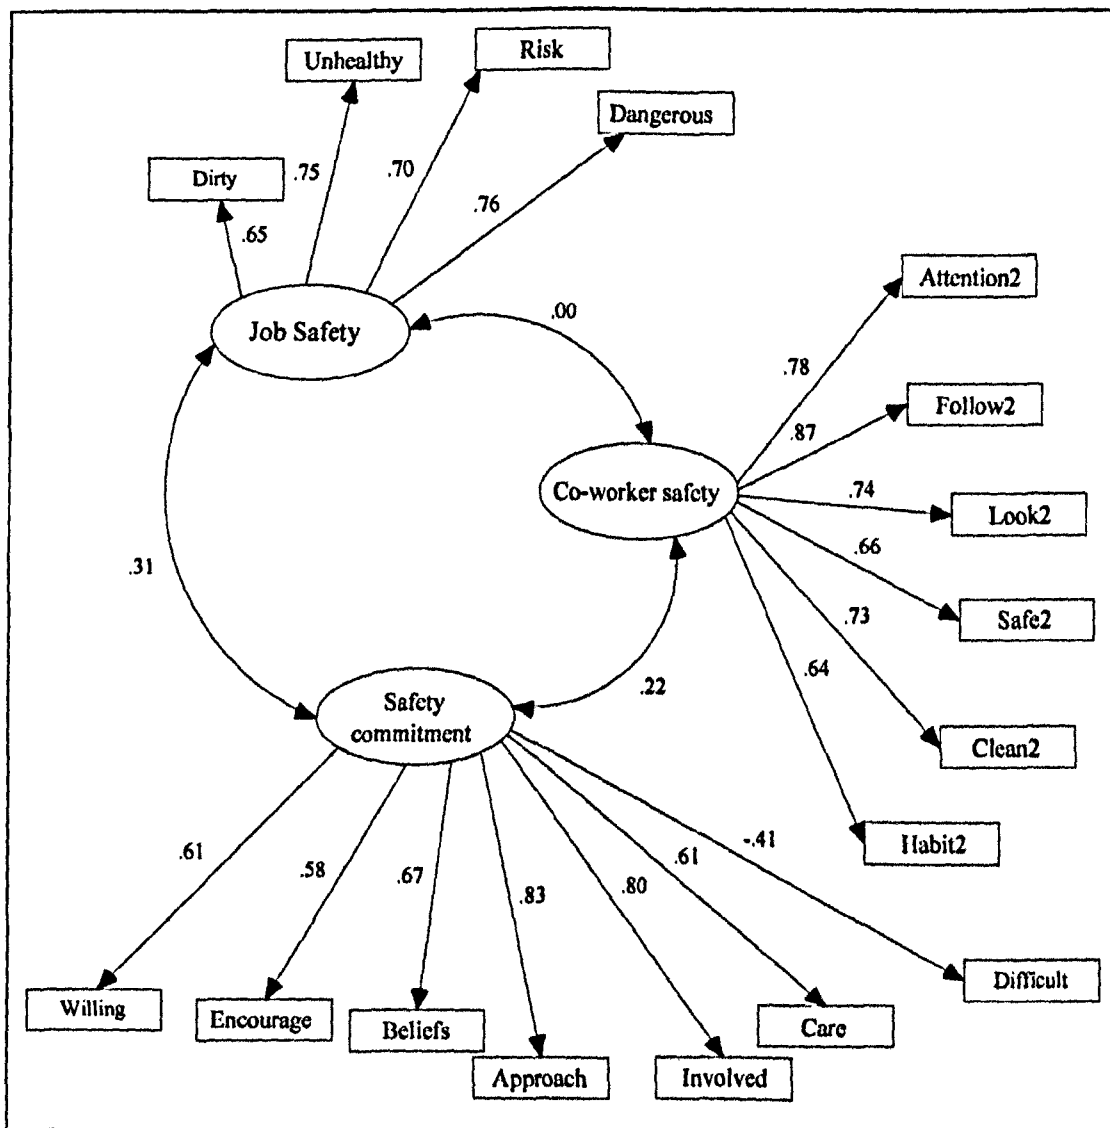 Unhealthy
Risk
Dangerous
Dirty
.75
.70
.76
.65
Job Safety
.00
Attention2
.78
Follow2
.87
Co-worker safety
.74
Look2
.66
Safe2
.73
.64
.31
.22
Safety
commitment
Clean2
Habit2
.61
.58
.67
.83
.80
.61
-.41
Difficult
Willing
Encourage
Beliefs
Care
Approach
Involved